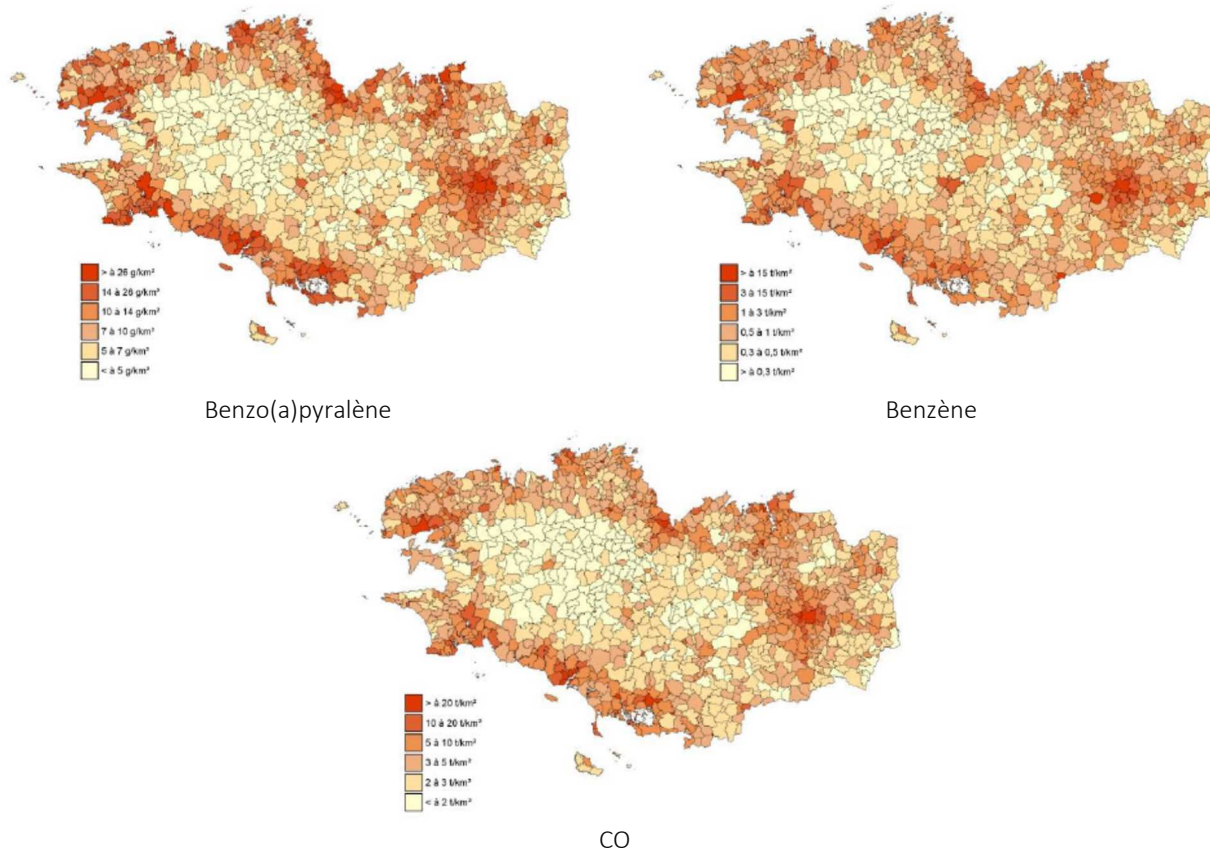 > à 26 g/km²
14 à 26 g/km²
10 à 14 g/km²
7 à 10 g/km²
5 à 7 g/km²
< à 5 g/km²
Benzo(a)pyralène
> à 15 t/km²
3 à 15 t/km²
1 à 3 t/km²
0,5 à 1 t/km²
0,3 à 0,5 t/km²
> à 0,3 t/km²
Benzène
> à 20 t/km²
10 à 20 t/km²
5 à 10 t/km²
3 à 5 t/km²
2 à 3 t/km²
< à 2 t/km²
CO